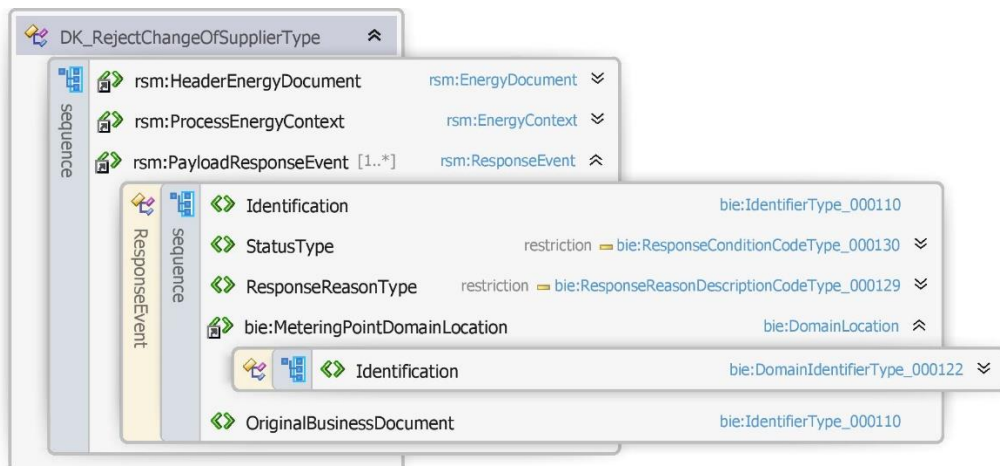 DK_RejectChangeOfSupplierType
sequence
rsm:HeaderEnergyDocument rsm:EnergyDocument
rsm:ProcessEnergyContext rsm:EnergyContext
rsm:PayloadResponseEvent [1..*] rsm:ResponseEvent
ResponseEvent
sequence
Identification bie:IdentifierType_000110
StatusType restriction bie:ResponseConditionCodeType_000130
ResponseReasonType restriction bie:ResponseReasonDescriptionCodeType_000129
bie:MeteringPointDomainLocation bie:DomainLocation
Identification bie:DomainIdentifierType_000122
OriginalBusinessDocument bie:IdentifierType_000110